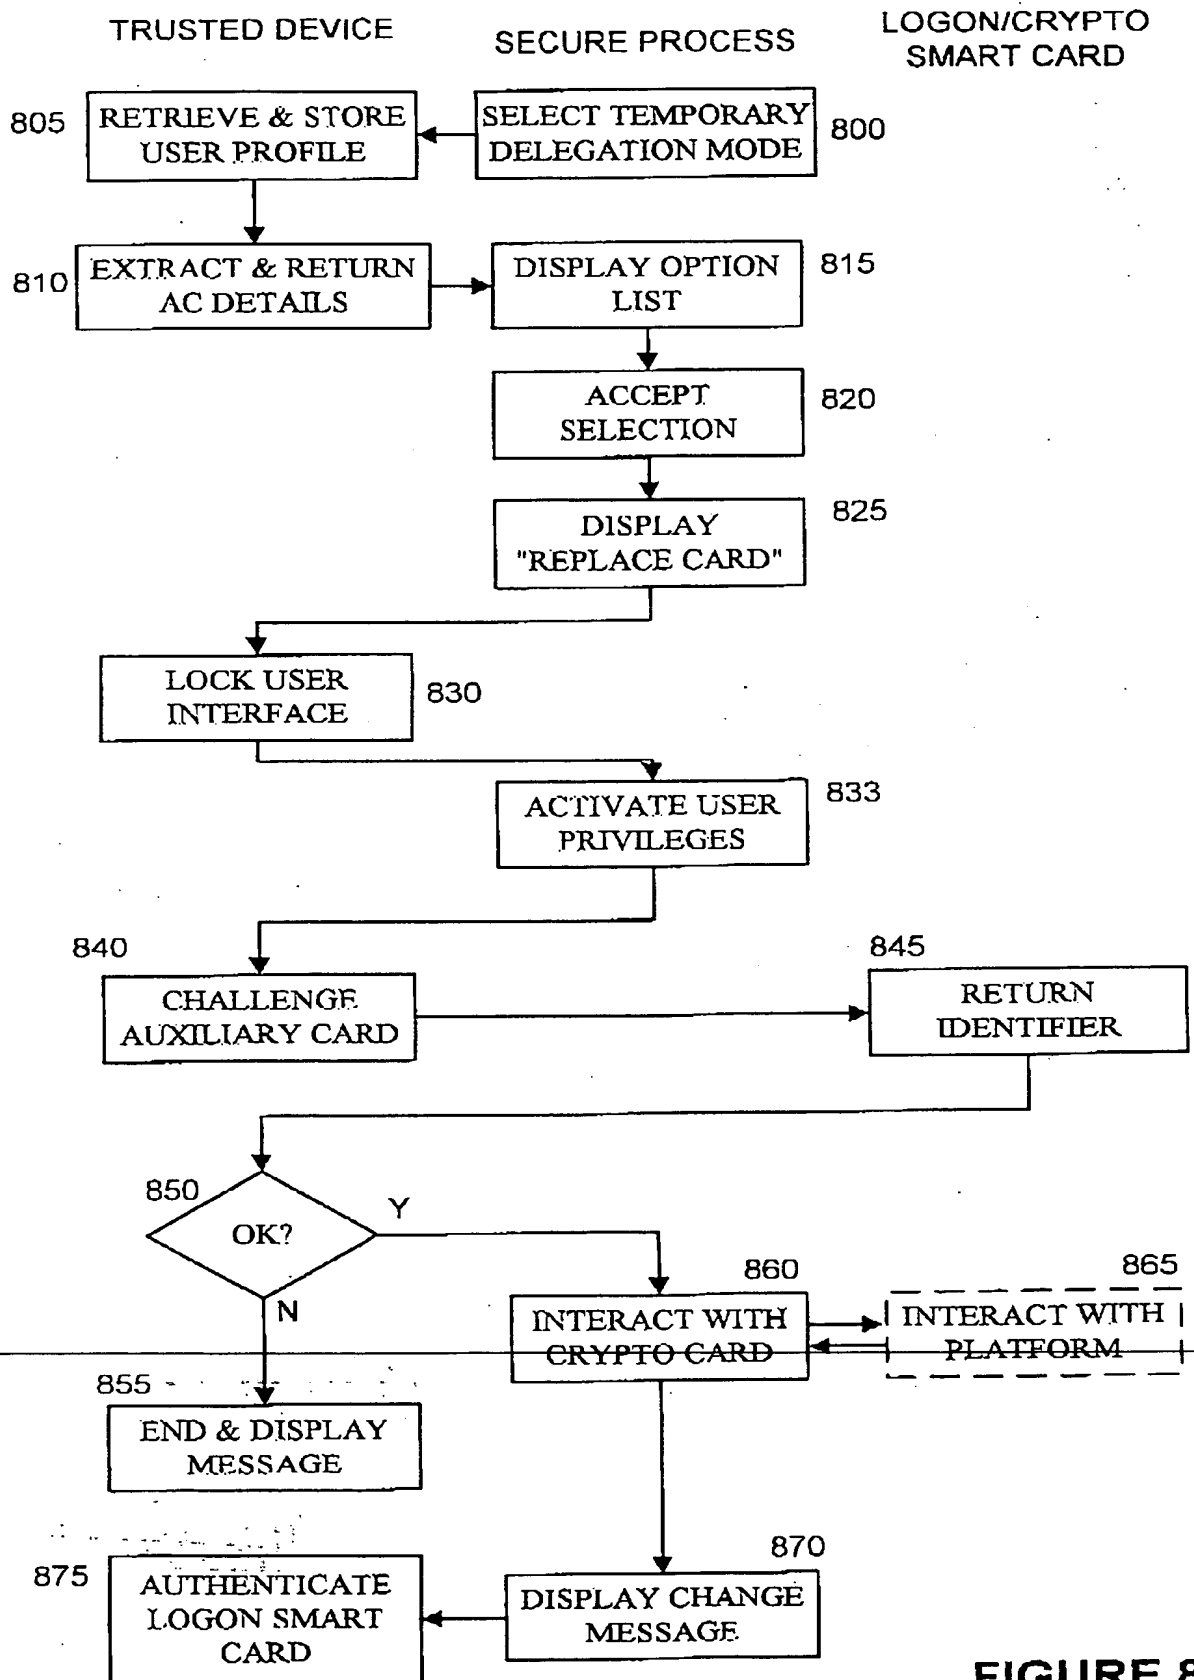 TRUSTED DEVICE
SECURE PROCESS
LOGON/CRYPTO
SMART CARD
805
RETRIEVE & STORE
USER PROFILE
SELECT TEMPORARY
DELEGATION MODE
800
810
EXTRACT & RETURN
AC DETAILS
DISPLAY OPTION
LIST
815
ACCEPT
SELECTION
820
DISPLAY
"REPLACE CARD"
825
LOCK USER
INTERFACE
830
ACTIVATE USER
PRIVILEGES
833
840
CHALLENGE
AUXILIARY CARD
845
RETURN
IDENTIFIER
850
OK?
Y
N
860
INTERACT WITH
CRYPTO CARD
865
INTERACT WITH
PLATFORM
855
END & DISPLAY
MESSAGE
870
DISPLAY CHANGE
MESSAGE
875
AUTHENTICATE
LOGON SMART
CARD
FIGURE 8